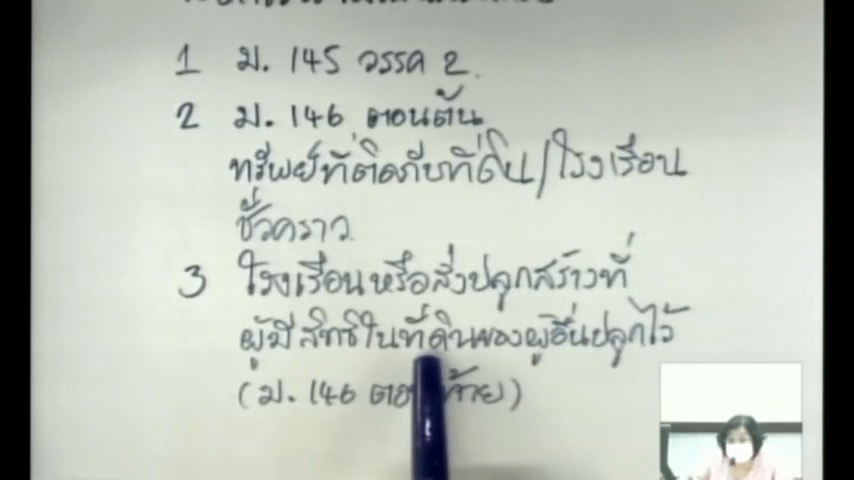 1 ม. 145 วรรค 2.
2 ม. 146 ตอนต้น
ทรัพย์ที่ติดกับที่ดิน/โรงเรือน
ชั่วคราว
3 โรงเรือนหรือสิ่งปลูกสร้างที่
ผู้มีสิทธิในที่ดินของผู้อื่นปลูกไว้
(ม. 146 ตอนท้าย)